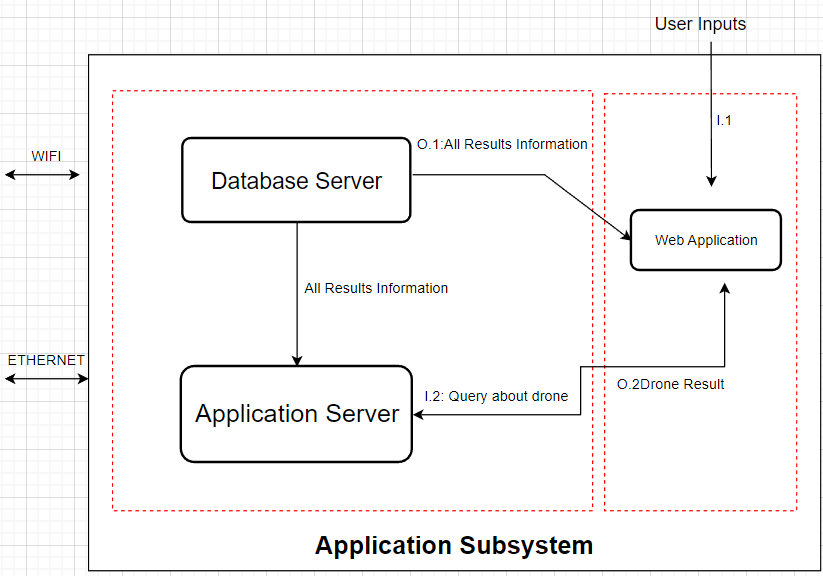 User Inputs
I.1
WIFI
O.1:All Results Information
Database Server
Web Application
All Results Information
ETHERNET
O.2Drone Result
I.2: Query about drone
Application Server
Application Subsystem